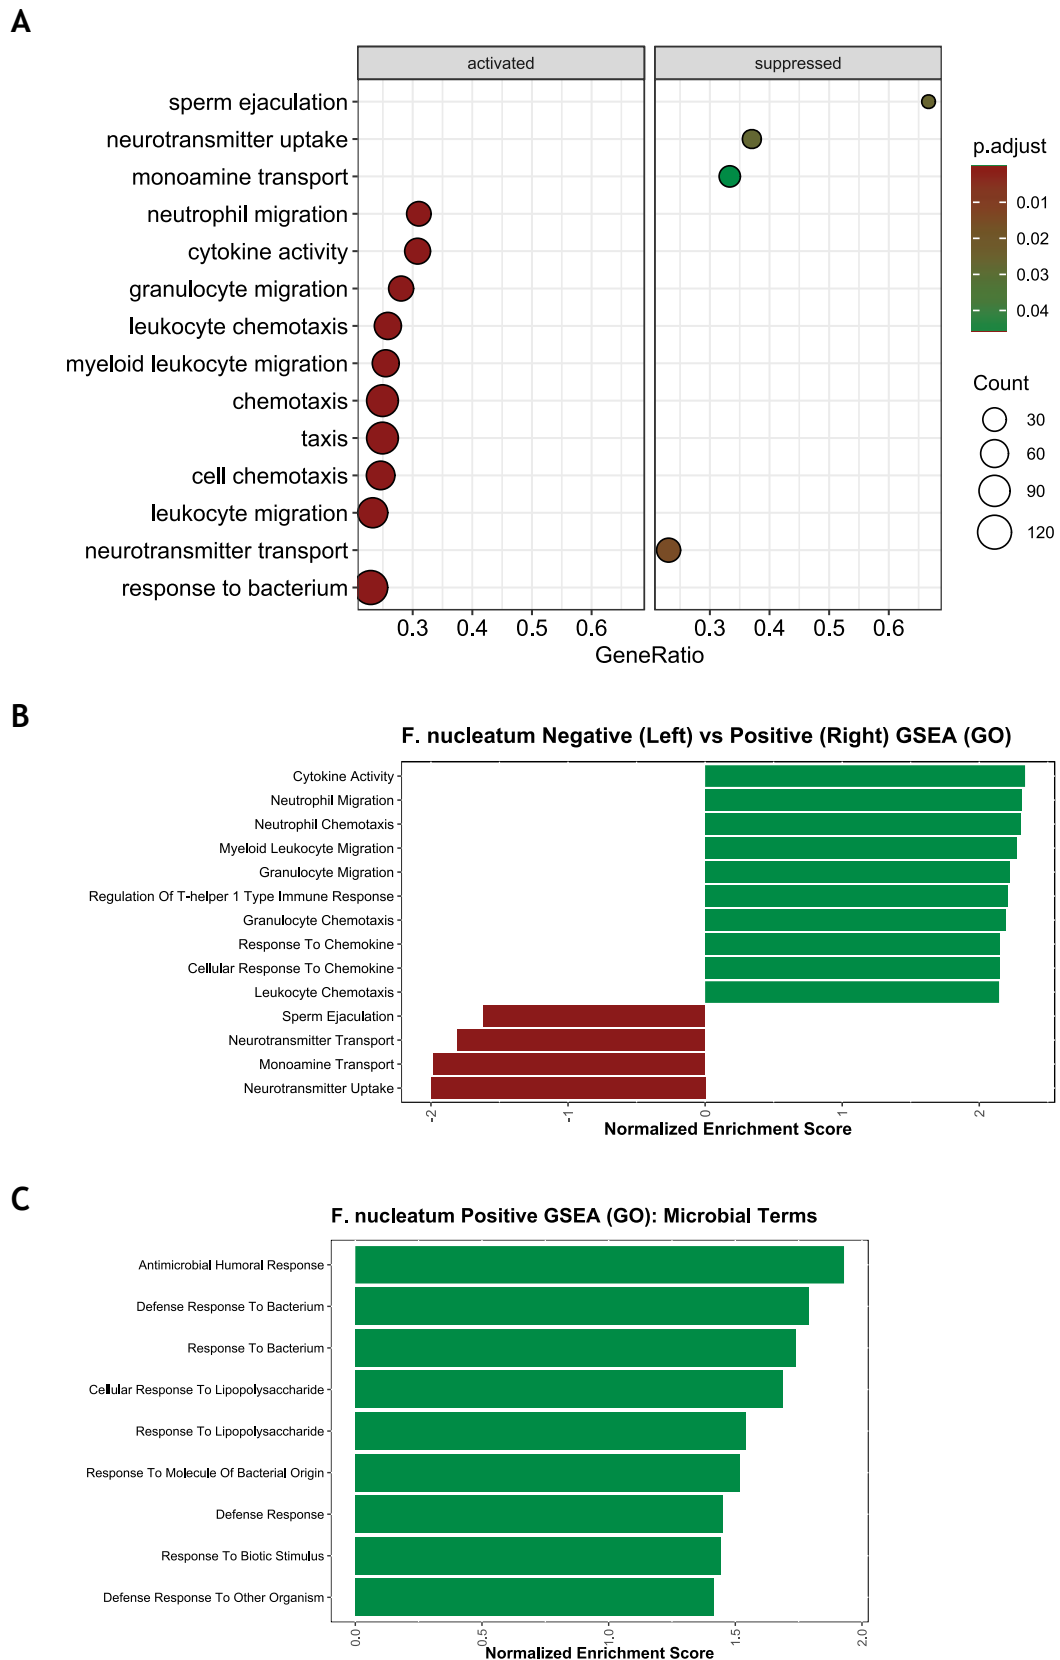 A
activated
suppressed
sperm ejaculation
neurotransmitter uptake
monoamine transport
neutrophil migration
cytokine activity
granulocyte migration
leukocyte chemotaxis
myeloid leukocyte migration
chemotaxis
taxis
cell chemotaxis
leukocyte migration
neurotransmitter transport
response to bacterium
0.3 0.4 0.5 0.6
0.3 0.4 0.5 0.6
GeneRatio
p.adjust
0.01
0.02
0.03
0.04
Count
30
60
90
120
B
F. nucleatum Negative (Left) vs Positive (Right) GSEA (GO)
Cytokine Activity
Neutrophil Migration
Neutrophil Chemotaxis
Myeloid Leukocyte Migration
Granulocyte Migration
Regulation Of T-helper 1 Type Immune Response
Granulocyte Chemotaxis
Response To Chemokine
Cellular Response To Chemokine
Leukocyte Chemotaxis
Sperm Ejaculation
Neurotransmitter Transport
Monoamine Transport
Neurotransmitter Uptake
-2 -1 0 1 2
Normalized Enrichment Score
C
F. nucleatum Positive GSEA (GO): Microbial Terms
Antimicrobial Humoral Response
Defense Response To Bacterium
Response To Bacterium
Cellular Response To Lipopolysaccharide
Response To Lipopolysaccharide
Response To Molecule Of Bacterial Origin
Defense Response
Response To Biotic Stimulus
Defense Response To Other Organism
0.0 0.5 1.0 1.5 2.0
Normalized Enrichment Score